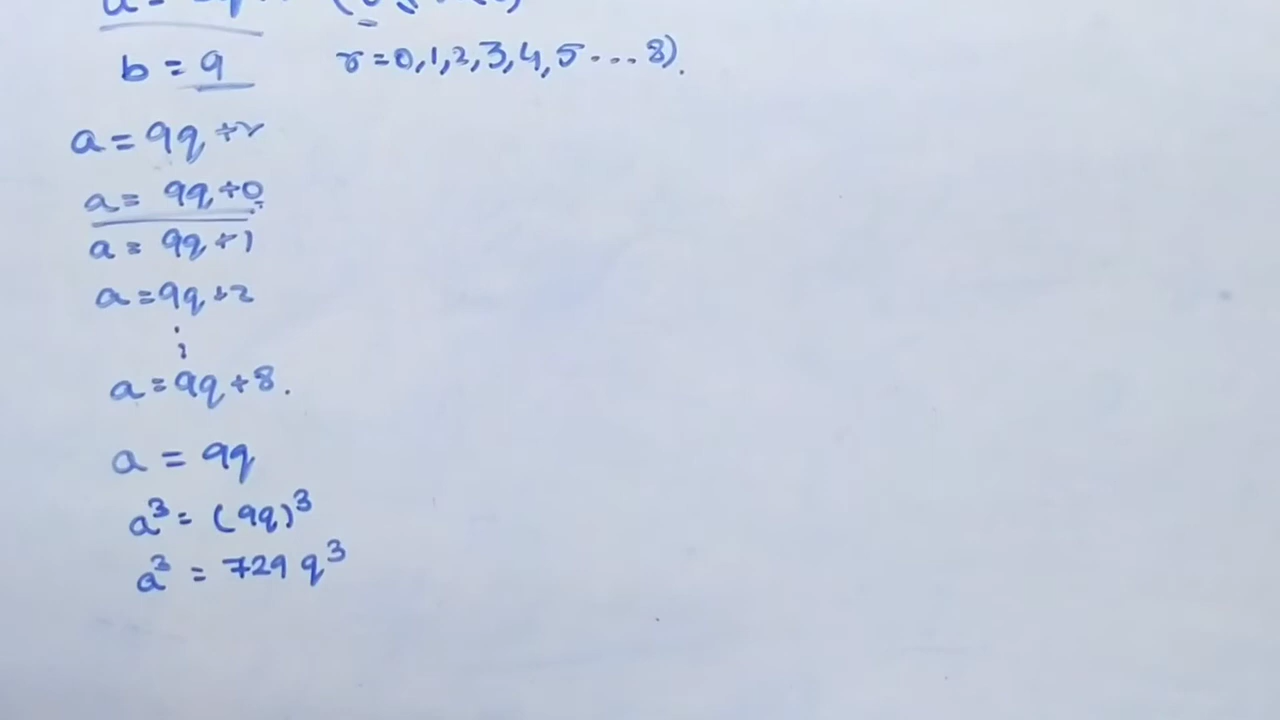 b = 9 r = 0,1,2,3,4,5...8).
a = 9q+r
a = 9q+0.
a = 9q+1
a = 9q+2
:
a = 9q+8.
a = 9q
a³ = (9q)³
a³ = 729 q³